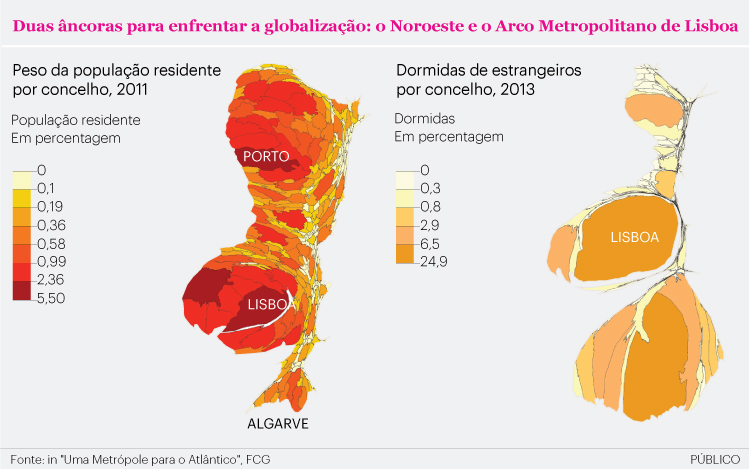 Duas âncoras para enfrentar a globalização: o Noroeste e o Arco Metropolitano de Lisboa
Peso da população residente
por concelho, 2011
População residente
Em percentagem
0
0,1
0,19
0,36
0,58
0,99
2,36
5,50
PORTO
LISBOA
ALGARVE
Dormidas de estrangeiros
por concelho, 2013
Dormidas
Em percentagem
0
0,3
0,8
2,9
6,5
24,9
LISBOA
Fonte: in "Uma Metrópole para o Atlântico", FCG
PÚBLICO